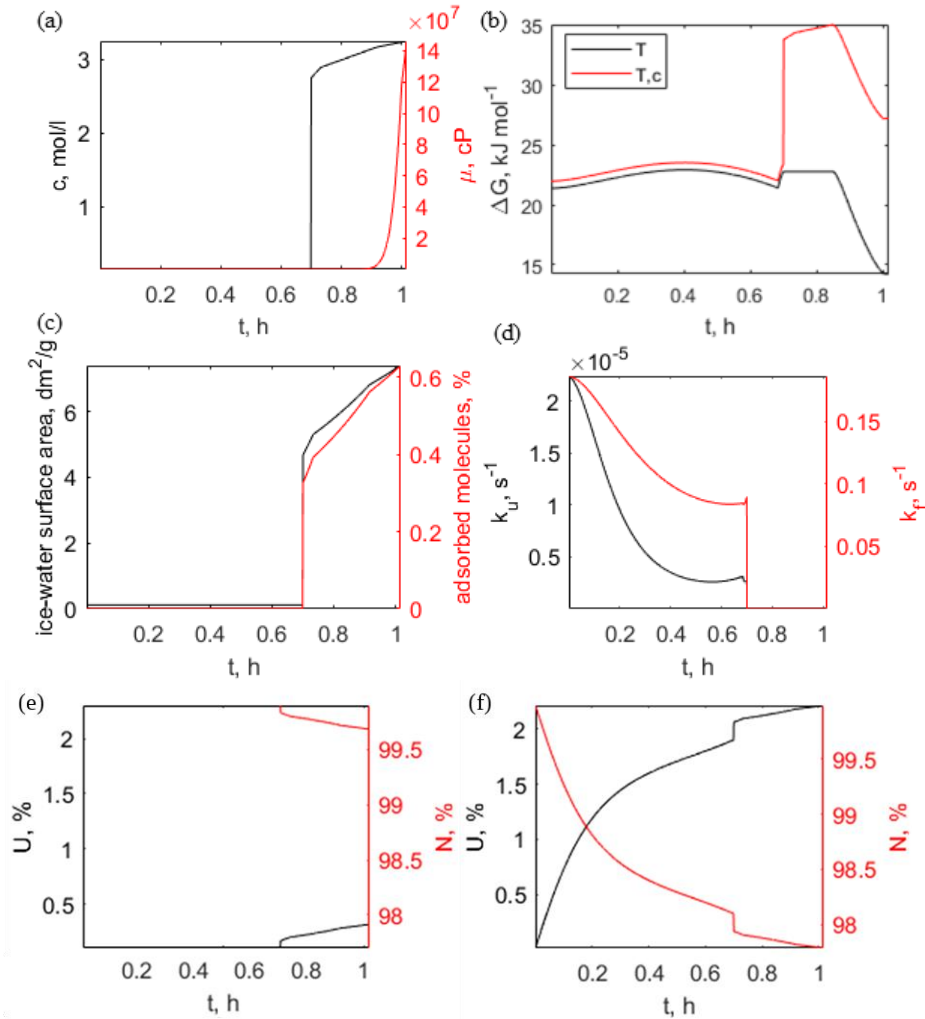 (a)
×10⁷
3
2
1
c, mol/l
14
12
10
8
6
4
2
μ, cP
0.2 0.4 0.6 0.8 1
t, h
(b)
35
30
25
20
15
ΔG, kJ mol⁻¹
T
T,c
0.2 0.4 0.6 0.8 1
t, h
(c)
6
4
2
0
ice-water surface area, dm²/g
0.6
0.4
0.2
0
adsorbed molecules, %
0.2 0.4 0.6 0.8 1
t, h
(d)
×10⁻⁵
2
1.5
1
0.5
kᵤ, s⁻¹
0.15
0.1
0.05
k_f, s⁻¹
0.2 0.4 0.6 0.8 1
t, h
(e)
2
1.5
1
0.5
U, %
99.5
99
98.5
98
N, %
0.2 0.4 0.6 0.8 1
t, h
(f)
2
1.5
1
0.5
U, %
99.5
99
98.5
98
N, %
0.2 0.4 0.6 0.8 1
t, h